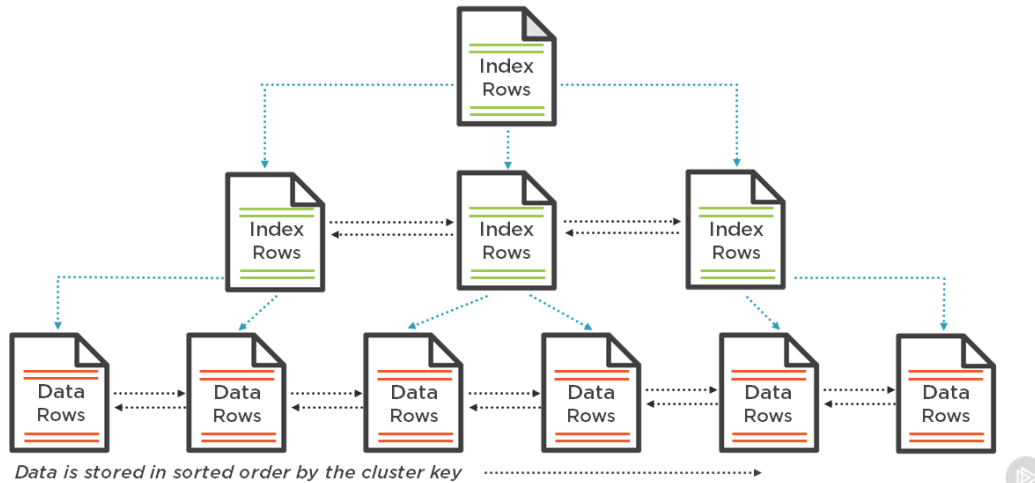 Index
Rows
Index
Rows
Index
Rows
Index
Rows
Data
Rows
Data
Rows
Data
Rows
Data
Rows
Data
Rows
Data
Rows
Data is stored in sorted order by the cluster key